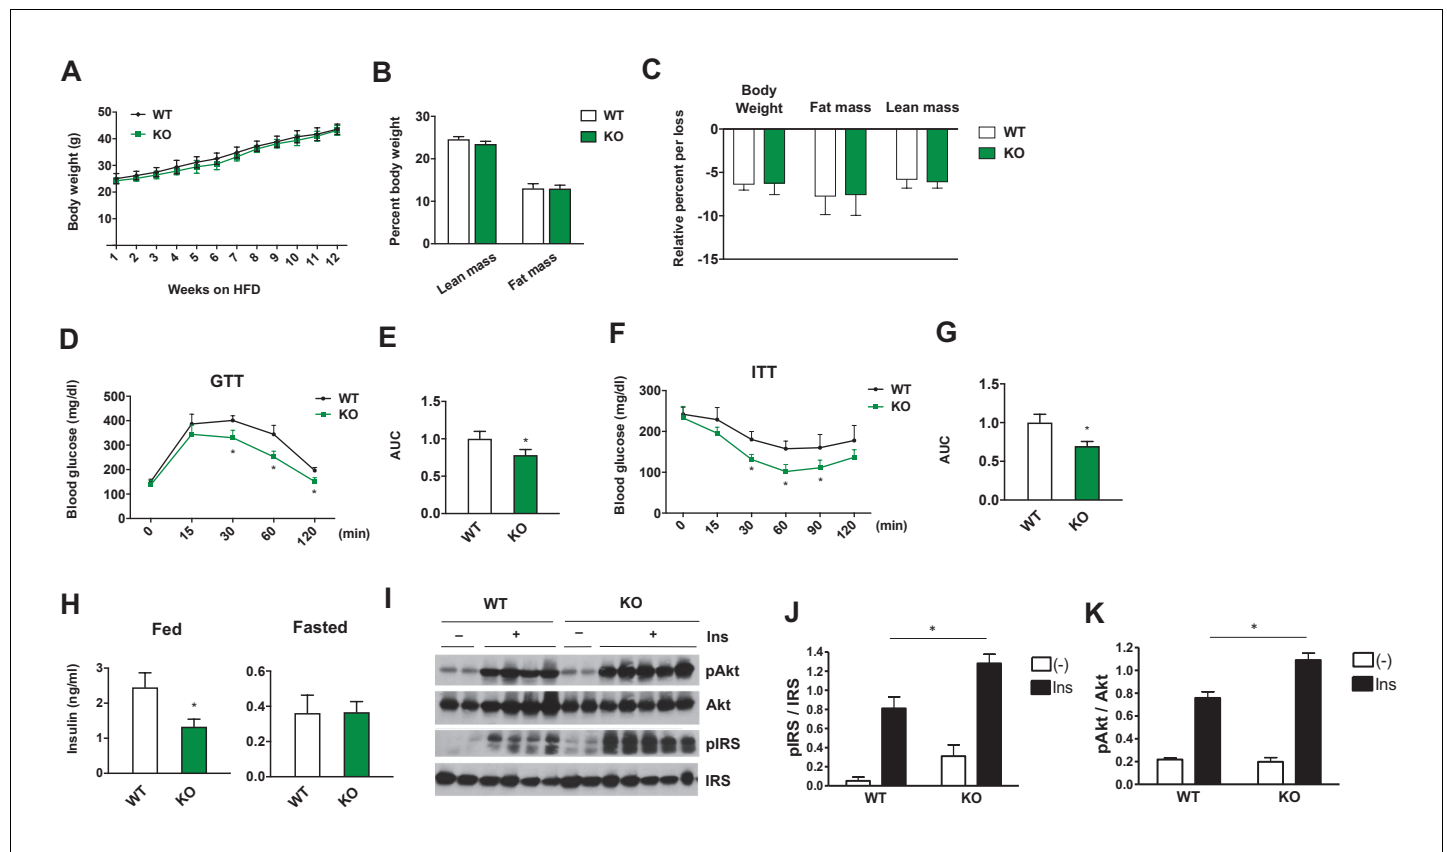 A
WT
KO
Body weight (g)
50
40
30
20
10
1 2 3 4 5 6 7 8 9 10 11 12
Weeks on HFD
B
WT
KO
Percent body weight
30
20
10
0
Lean mass
Fat mass
C
Body
Weight
Fat mass
Lean mass
WT
KO
Relative percent per loss
0
-5
-10
-15
D
GTT
WT
KO
Blood glucose (mg/dl)
500
400
300
200
100
0
*
*
*
0 15 30 60 120 (min)
E
AUC
1.5
1.0
0.5
0.0
*
WT KO
F
ITT
WT
KO
Blood glucose (mg/dl)
300
200
100
0
*
*
*
0 15 30 60 90 120 (min)
G
AUC
1.5
1.0
0.5
0.0
*
WT KO
H
Fed
Insulin (ng/ml)
3
2
1
0
*
WT KO
Fasted
0.6
0.4
0.2
0.0
WT KO
I
WT KO
– + – + Ins
pAkt
Akt
pIRS
IRS
J
*
(-)
Ins
pIRS / IRS
1.4
1.2
1.0
0.8
0.6
0.4
0.2
0.0
WT KO
K
*
(-)
Ins
pAkt / Akt
1.2
1.0
0.8
0.6
0.4
0.2
0.0
WT KO